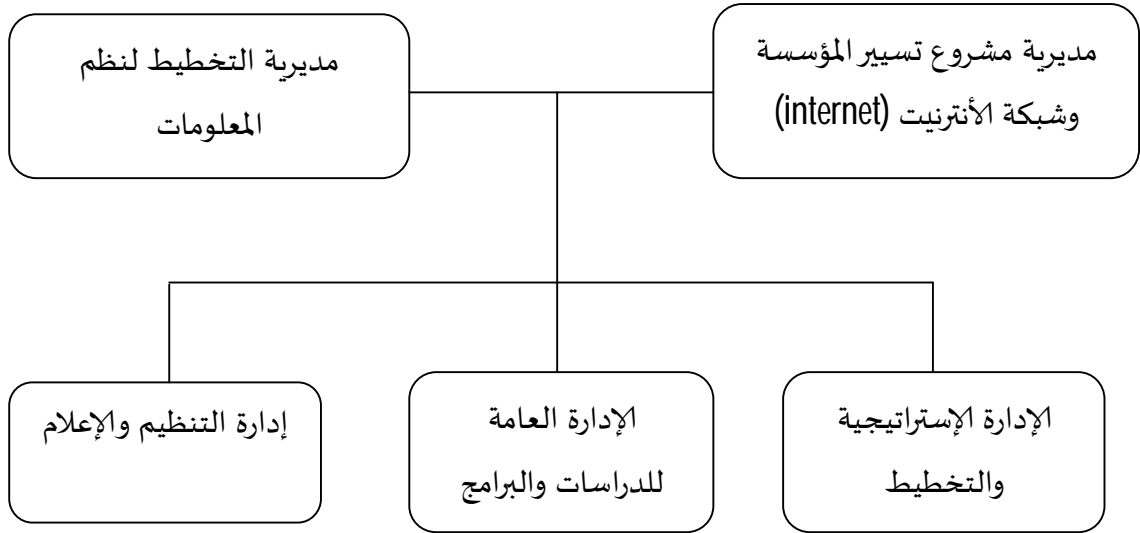 مديرية مشروع تسيير المؤسسة
وشبكة الأنترنيت (internet)
مديرية التخطيط لنظم
المعلومات
الإدارة الإستراتيجية
والتخطيط
الإدارة العامة
للدراسات والبرامج
إدارة التنظيم والإعلام